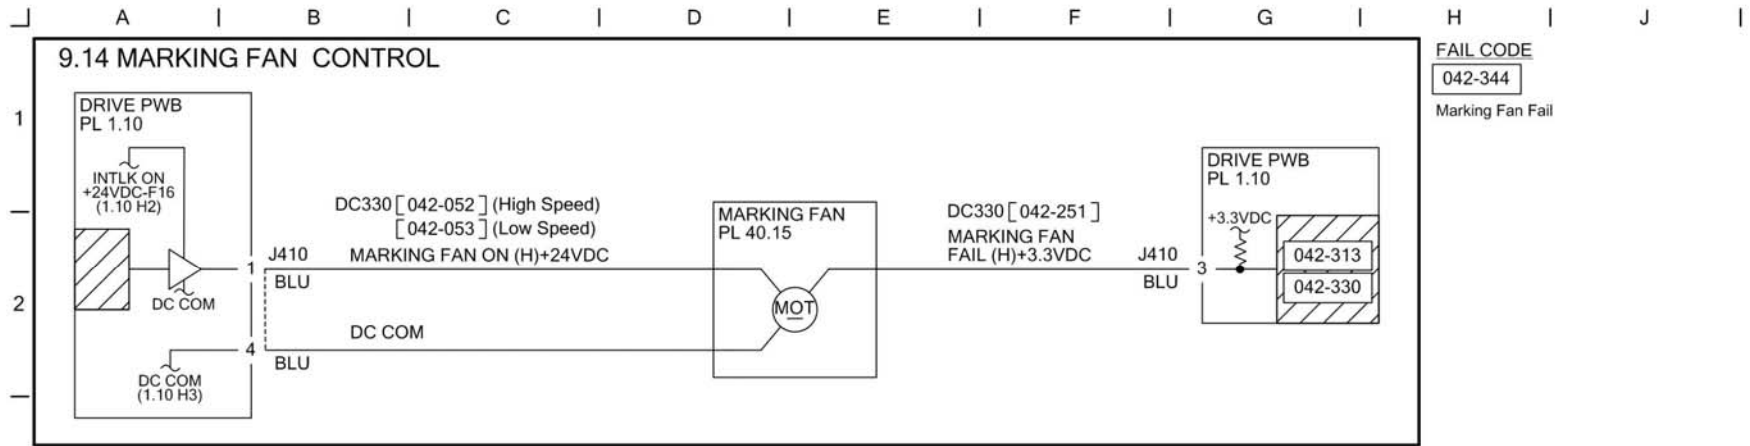 A B C D E F G H J
9.14 MARKING FAN CONTROL
FAIL CODE
042-344
Marking Fan Fail
1
DRIVE PWB
PL 1.10
INTLK ON
+24VDC-F16
(1.10 H2)
DC COM
DC330 [ 042-052 ] (High Speed)
[ 042-053 ] (Low Speed)
1
J410
BLU
MARKING FAN ON (H)+24VDC
MARKING FAN
PL 40.15
MOT
DC330 [ 042-251 ]
MARKING FAN
FAIL (H)+3.3VDC
J410
BLU
3
DRIVE PWB
PL 1.10
+3.3VDC
042-313
042-330
2
DC COM
4
BLU
DC COM
(1.10 H3)